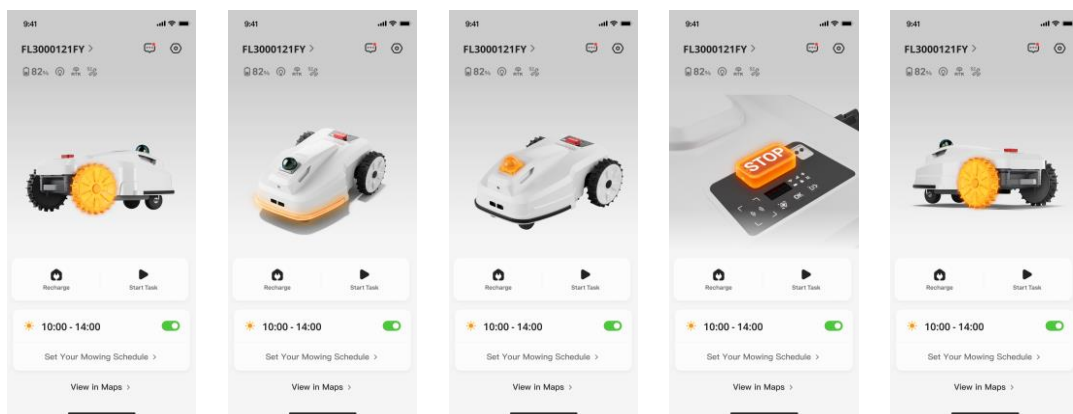 9:41
FL3000121FY >
82%
RTK
Recharge
Start Task
10:00 - 14:00
Set Your Mowing Schedule >
View in Maps >
9:41
FL3000121FY >
82%
RTK
Recharge
Start Task
10:00 - 14:00
Set Your Mowing Schedule >
View in Maps >
9:41
FL3000121FY >
82%
RTK
Recharge
Start Task
10:00 - 14:00
Set Your Mowing Schedule >
View in Maps >
9:41
FL3000121FY >
82%
RTK
STOP
OK
Recharge
Start Task
10:00 - 14:00
Set Your Mowing Schedule >
View in Maps >
9:41
FL3000121FY >
82%
RTK
Recharge
Start Task
10:00 - 14:00
Set Your Mowing Schedule >
View in Maps >